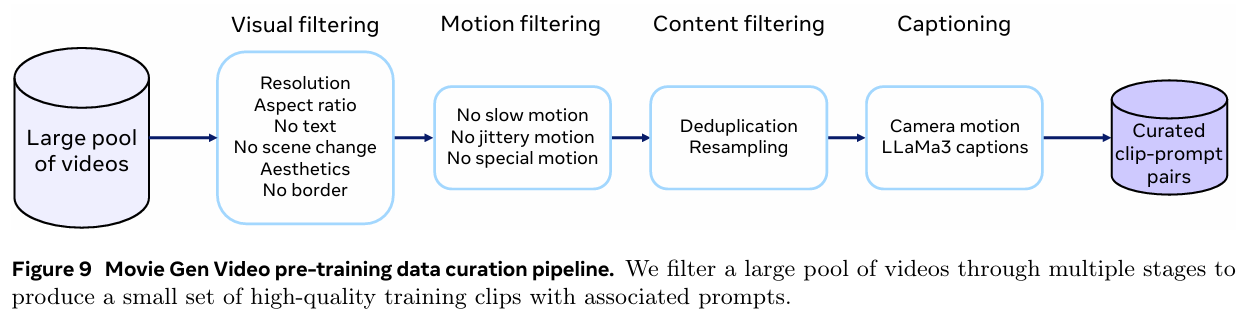 Visual filtering
Motion filtering
Content filtering
Captioning
Large pool
of videos
Resolution
Aspect ratio
No text
No scene change
Aesthetics
No border
No slow motion
No jittery motion
No special motion
Deduplication
Resampling
Camera motion
LLaMa3 captions
Curated
clip-prompt
pairs
Figure 9 Movie Gen Video pre-training data curation pipeline. We filter a large pool of videos through multiple stages to
produce a small set of high-quality training clips with associated prompts.